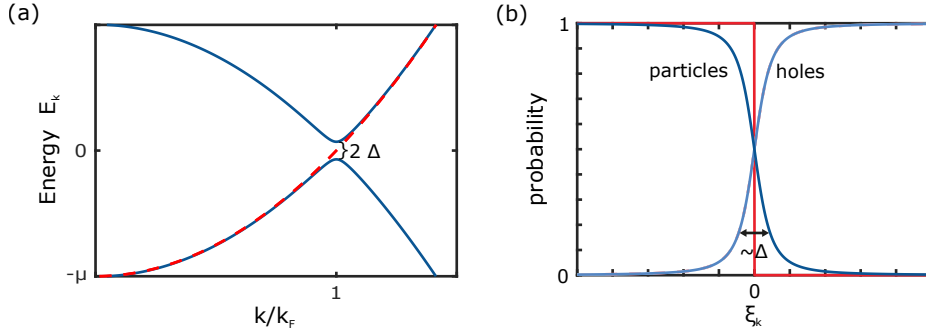 (a)
Energy E_k
0
-μ
}2 Δ
1
k/k_F
(b)
probability
1
0
particles
holes
~Δ
0
ξ_k